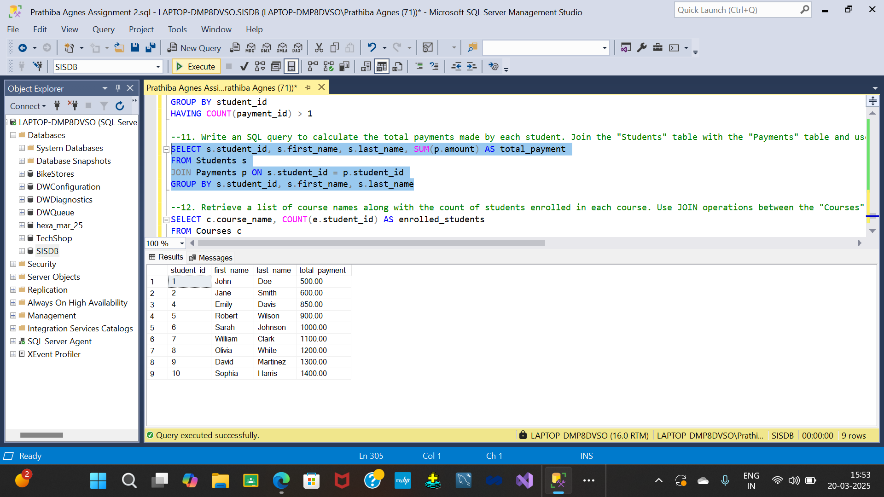 Prathiba Agnes Assignment 2.sql - LAPTOP-DMP8DVSO.SISDB (LAPTOP-DMP8DVSO\Prathiba Agnes (71))* - Microsoft SQL Server Management Studio
Quick Launch (Ctrl+Q)
File Edit View Query Project Tools Window Help
New Query
SISDB
Execute
Object Explorer
Prathiba Agnes Assi...rathiba Agnes (71))*
Connect
LAPTOP-DMP8DVSO (SQL Server
Databases
System Databases
Database Snapshots
BikeStores
DWConfiguration
DWDiagnostics
DWQueue
hexa_mar_25
TechShop
SISDB
Security
Server Objects
Replication
Always On High Availability
Management
Integration Services Catalogs
SQL Server Agent
XEvent Profiler
GROUP BY student_id
HAVING COUNT(payment_id) > 1
--11. Write an SQL query to calculate the total payments made by each student. Join the "Students" table with the "Payments" table and use
SELECT s.student_id, s.first_name, s.last_name, SUM(p.amount) AS total_payment
FROM Students s
JOIN Payments p ON s.student_id = p.student_id
GROUP BY s.student_id, s.first_name, s.last_name
--12. Retrieve a list of course names along with the count of students enrolled in each course. Use JOIN operations between the "Courses"
SELECT c.course_name, COUNT(e.student_id) AS enrolled_students
FROM Courses c
100 %
Results Messages
student_id first_name last_name total_payment
1 1 John Doe 500.00
2 2 Jane Smith 600.00
3 4 Emily Davis 850.00
4 5 Robert Wilson 900.00
5 6 Sarah Johnson 1000.00
6 7 William Clark 1100.00
7 8 Olivia White 1200.00
8 9 David Martinez 1300.00
9 10 Sophia Harris 1400.00
Query executed successfully.
LAPTOP-DMP8DVSO (16.0 RTM) LAPTOP-DMP8DVSO\Prathi... SISDB 00:00:00 9 rows
Ready
Ln 305 Col 1 Ch 1 INS
2
ENG
IN
15:53
20-03-2025